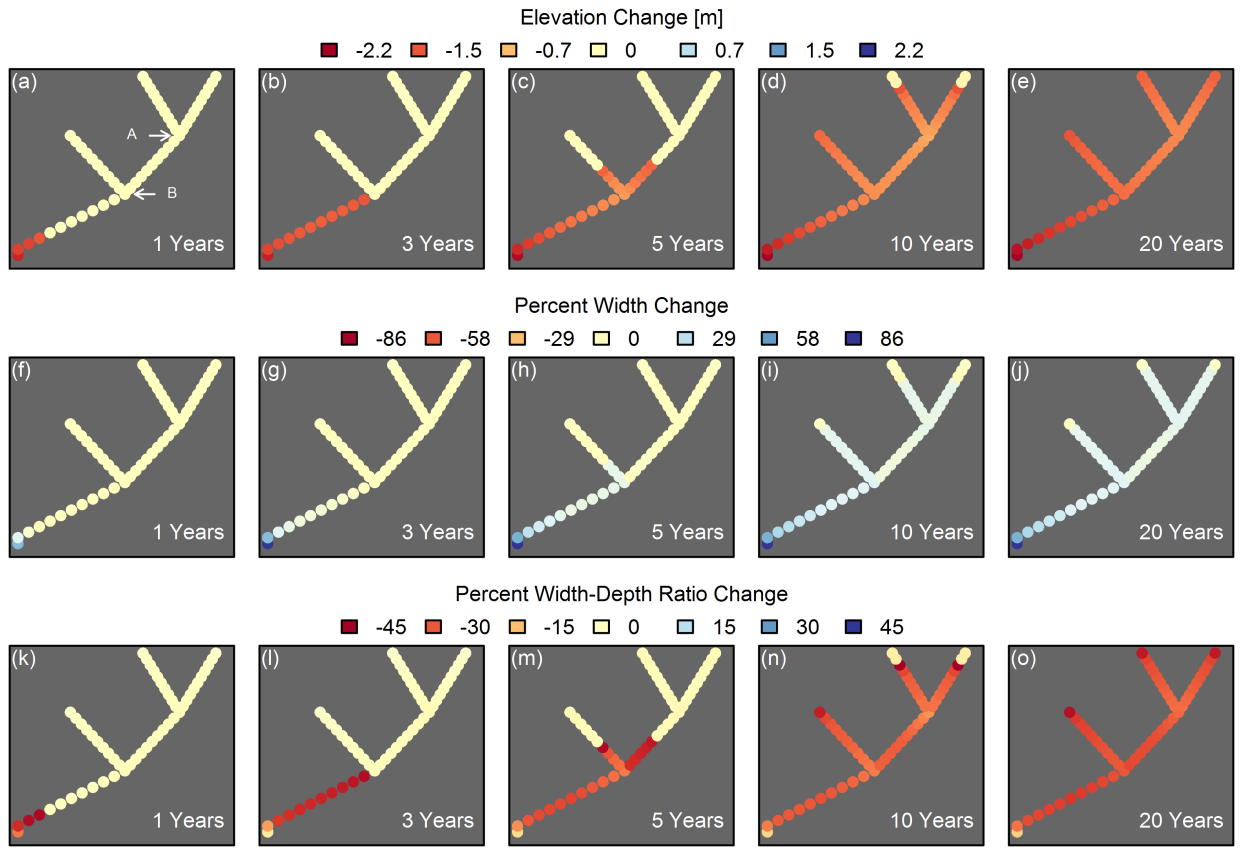 Elevation Change [m]
-2.2 -1.5 -0.7 0 0.7 1.5 2.2
(a) (b) (c) (d) (e)
A
B
1 Years 3 Years 5 Years 10 Years 20 Years
Percent Width Change
-86 -58 -29 0 29 58 86
(f) (g) (h) (i) (j)
1 Years 3 Years 5 Years 10 Years 20 Years
Percent Width-Depth Ratio Change
-45 -30 -15 0 15 30 45
(k) (l) (m) (n) (o)
1 Years 3 Years 5 Years 10 Years 20 Years